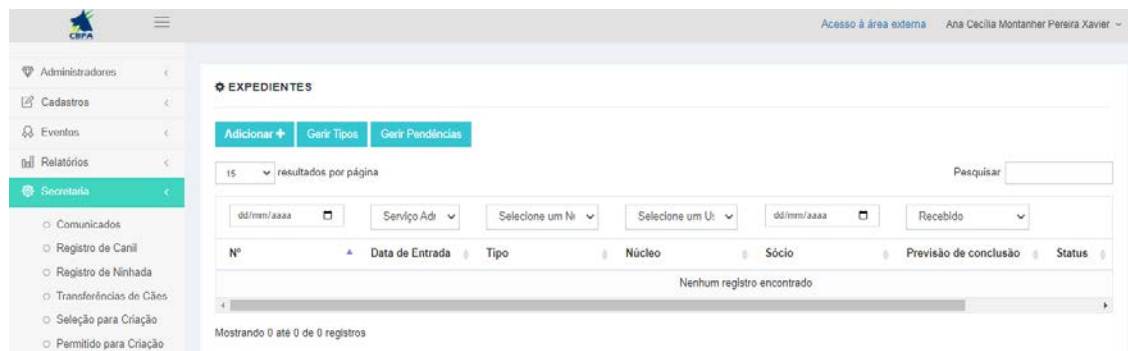 CBPA
Acesso à área externa Ana Cecília Montanher Pereira Xavier
Administradores
Cadastros
Eventos
Relatórios
Secretaria
Comunicados
Registro de Canil
Registro de Ninhada
Transferências de Cães
Seleção para Criação
Permitido para Criação
EXPEDIENTES
Adicionar + Gerir Tipos Gerir Pendências
15 resultados por página Pesquisar
dd/mm/aaaa Serviço Adr Selecione um N Selecione um U dd/mm/aaaa Recebido
Nº Data de Entrada Tipo Núcleo Sócio Previsão de conclusão Status
Nenhum registro encontrado
Mostrando 0 até 0 de 0 registros